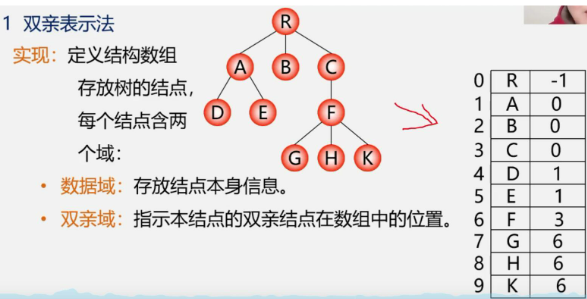 1 双亲表示法
实现：定义结构数组
存放树的结点，
每个结点含两
个域：
• 数据域：存放结点本身信息。
• 双亲域：指示本结点的双亲结点在数组中的位置。
R
A B C
D E F
G H K
0 R -1
1 A 0
2 B 0
3 C 0
4 D 1
5 E 1
6 F 3
7 G 6
8 H 6
9 K 6